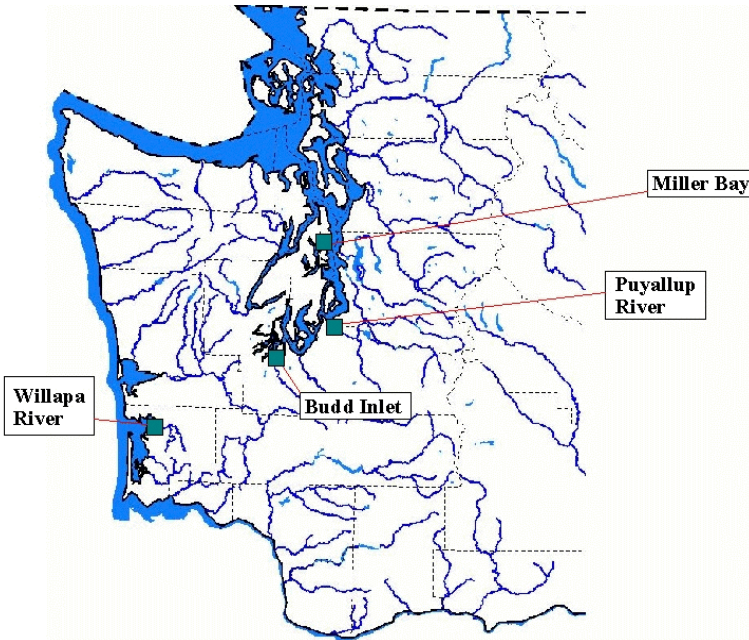 Miller Bay
Puyallup
River
Budd Inlet
Willapa
River